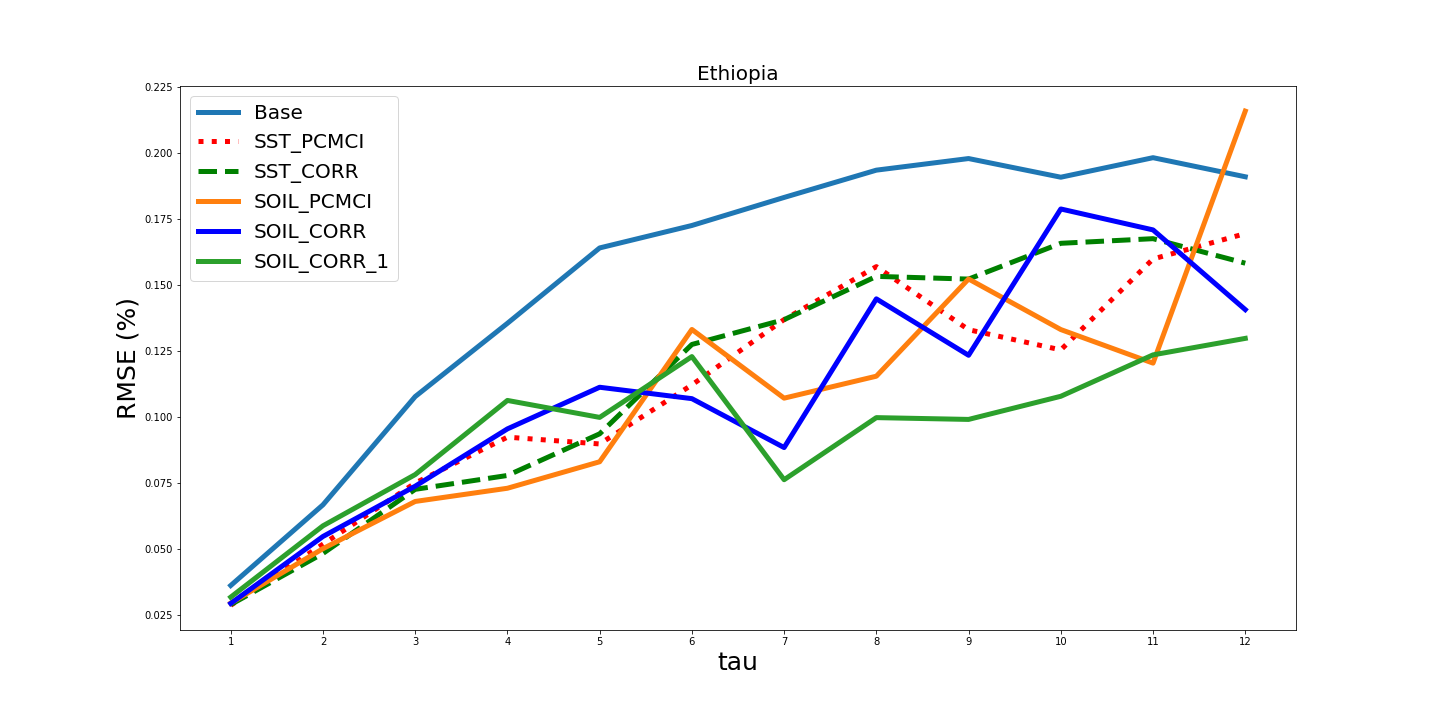 Ethiopia
Base
SST_PCMCI
SST_CORR
SOIL_PCMCI
SOIL_CORR
SOIL_CORR_1
RMSE (%)
0.225
0.200
0.175
0.150
0.125
0.100
0.075
0.050
0.025
1 2 3 4 5 6 7 8 9 10 11 12
tau